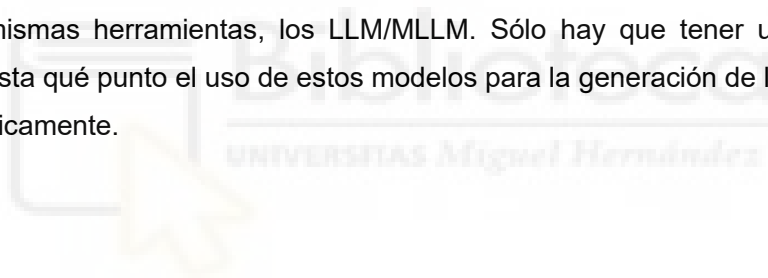 mismas herramientas, los LLM/MLLM. Sólo hay que tener u
sta qué punto el uso de estos modelos para la generación de l
icamente.
Biblioteca
UNIVERSITAS Miguel Hernández